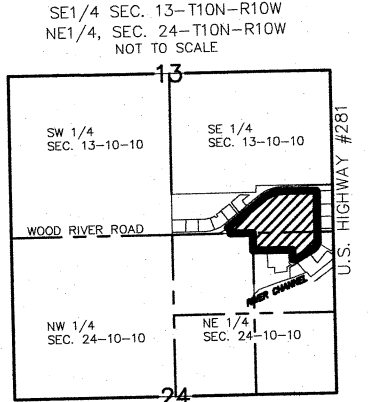 SE1/4 SEC. 13-T10N-R10W
NE1/4, SEC. 24-T10N-R10W
NOT TO SCALE
13
SW 1/4
SEC. 13-10-10
SE 1/4
SEC. 13-10-10
U.S. HIGHWAY #281
WOOD RIVER ROAD
RIVER CHANNEL
NW 1/4
SEC. 24-10-10
NE 1/4
SEC. 24-10-10
24